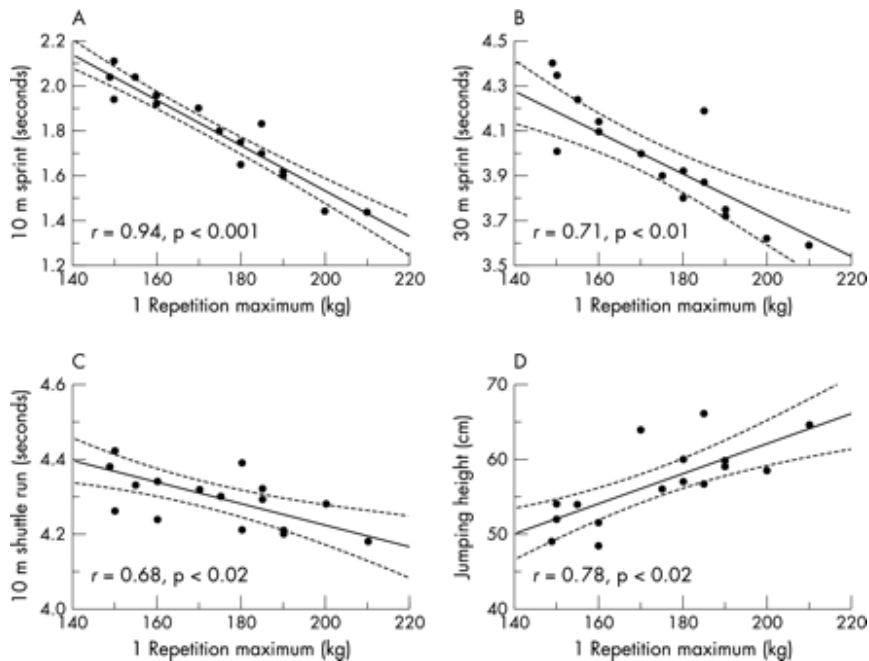 A
2.2
2.0
1.8
1.6
1.4
1.2
10 m sprint (seconds)
r = 0.94, p < 0.001
140 160 180 200 220
1 Repetition maximum (kg)
B
4.5
4.3
4.1
3.9
3.7
3.5
30 m sprint (seconds)
r = 0.71, p < 0.01
140 160 180 200 220
1 Repetition maximum (kg)
C
4.6
4.4
4.2
4.0
10 m shuttle run (seconds)
r = 0.68, p < 0.02
140 160 180 200 220
1 Repetition maximum (kg)
D
70
60
50
40
Jumping height (cm)
r = 0.78, p < 0.02
140 160 180 200 220
1 Repetition maximum (kg)